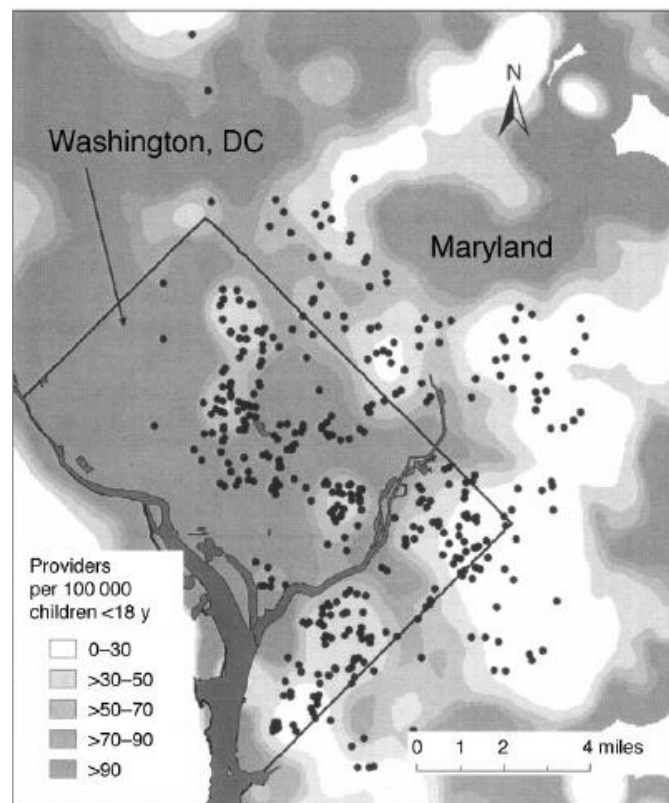 N
Washington, DC
Maryland
Providers
per 100 000
children <18 y
0–30
>30–50
>50–70
>70–90
>90
0 1 2 4 miles